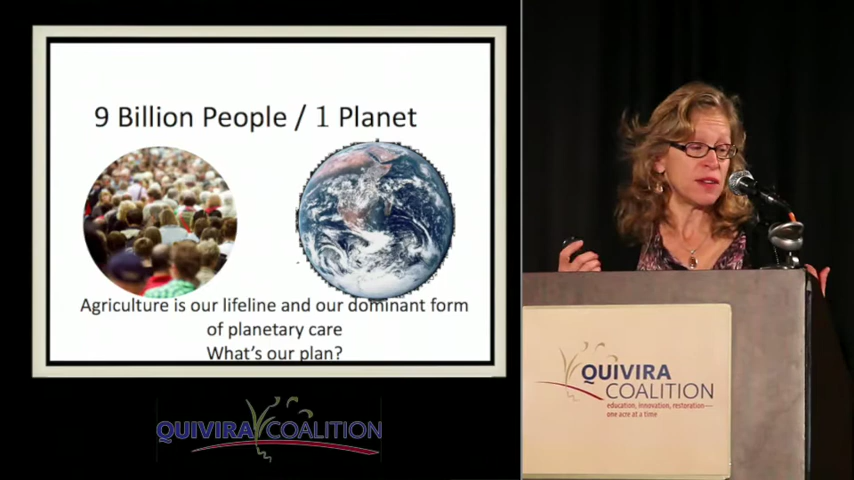 9 Billion People / 1 Planet
Agriculture is our lifeline and our dominant form
of planetary care
What's our plan?
QUIVIRA COALITION
QUIVIRA
COALITION
education, innovation, restoration—
one acre at a time